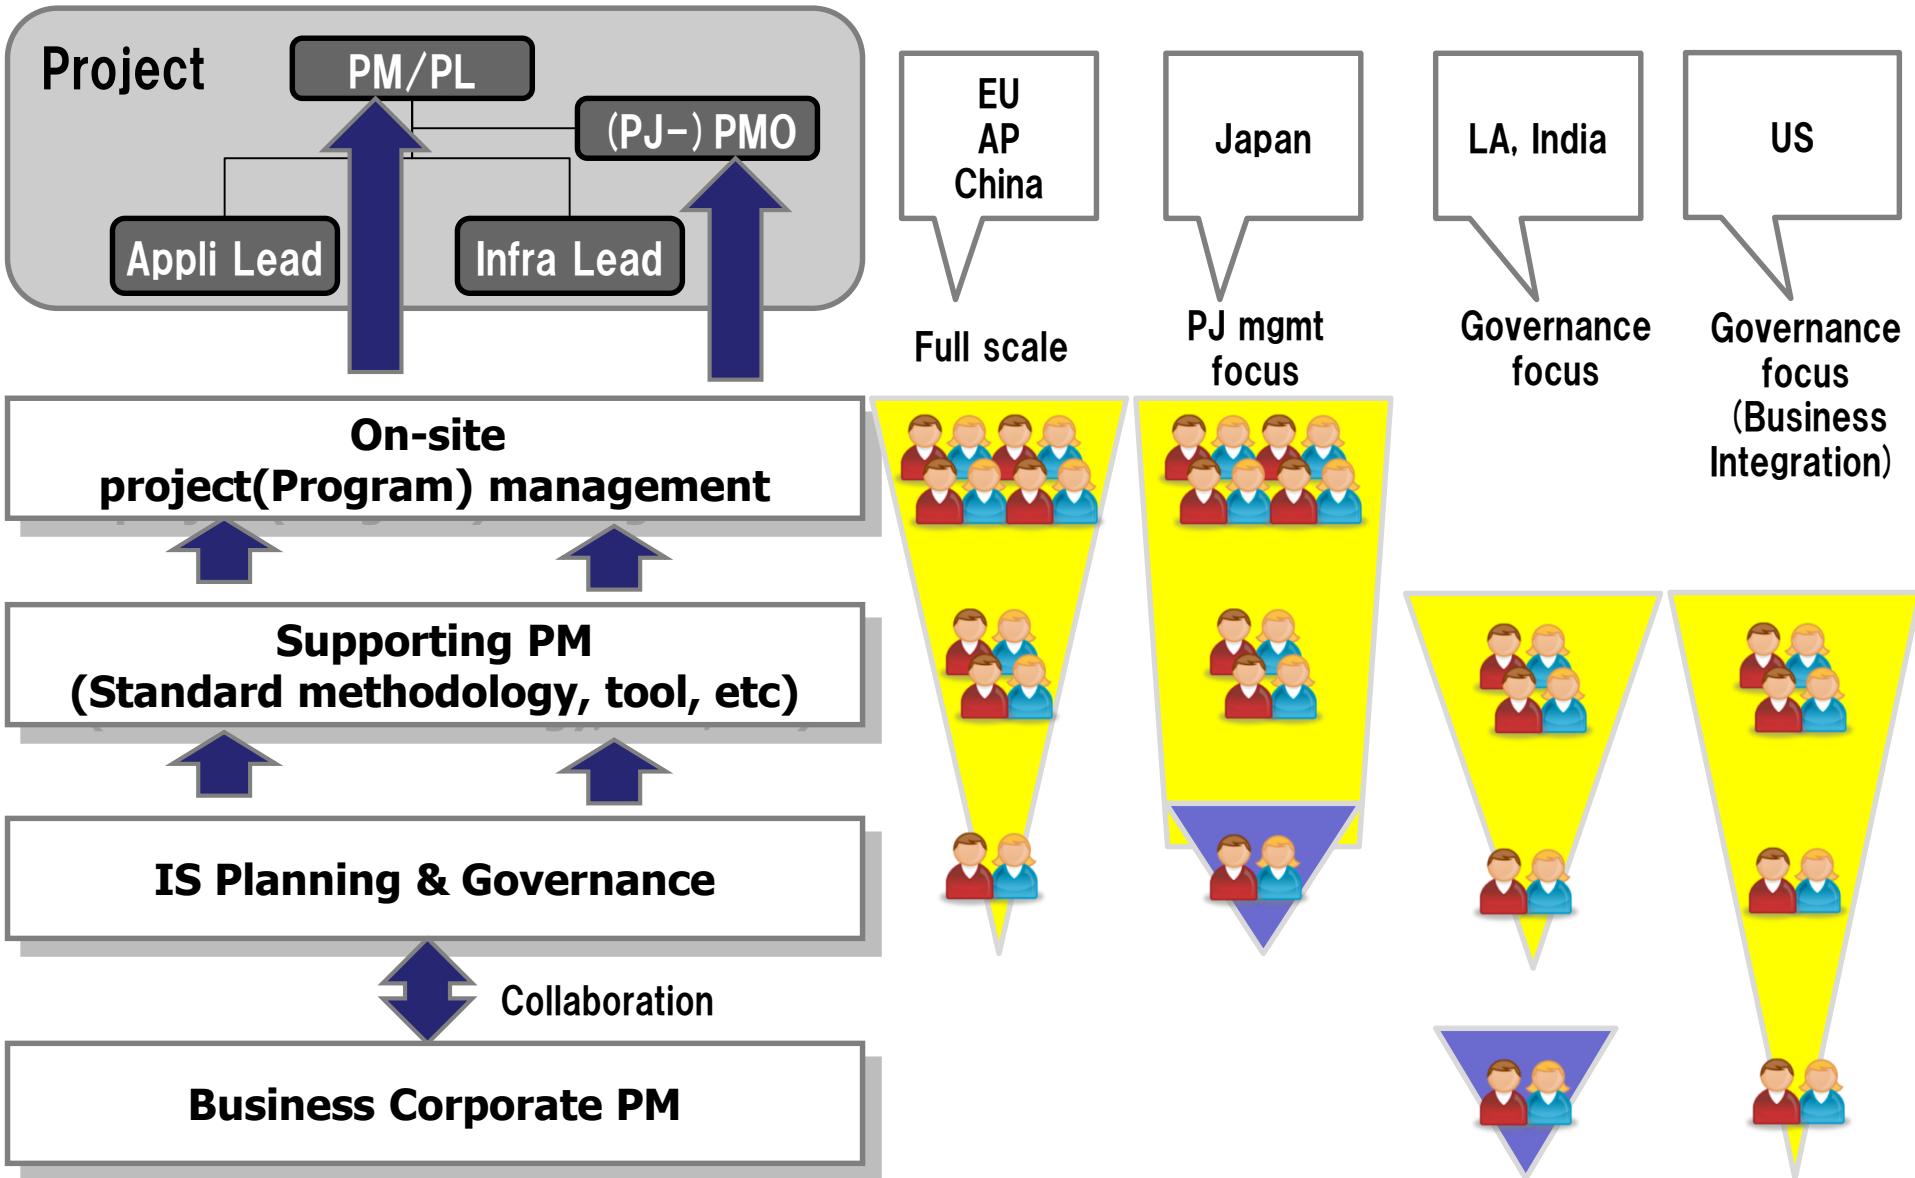 Project
PM/PL
(PJ-) PMO
Appli Lead
Infra Lead
EU
AP
China
Japan
LA, India
US
Full scale
PJ mgmt
focus
Governance
focus
Governance
focus
(Business
Integration)
On-site
project(Program) management
Supporting PM
(Standard methodology, tool, etc)
IS Planning & Governance
Collaboration
Business Corporate PM